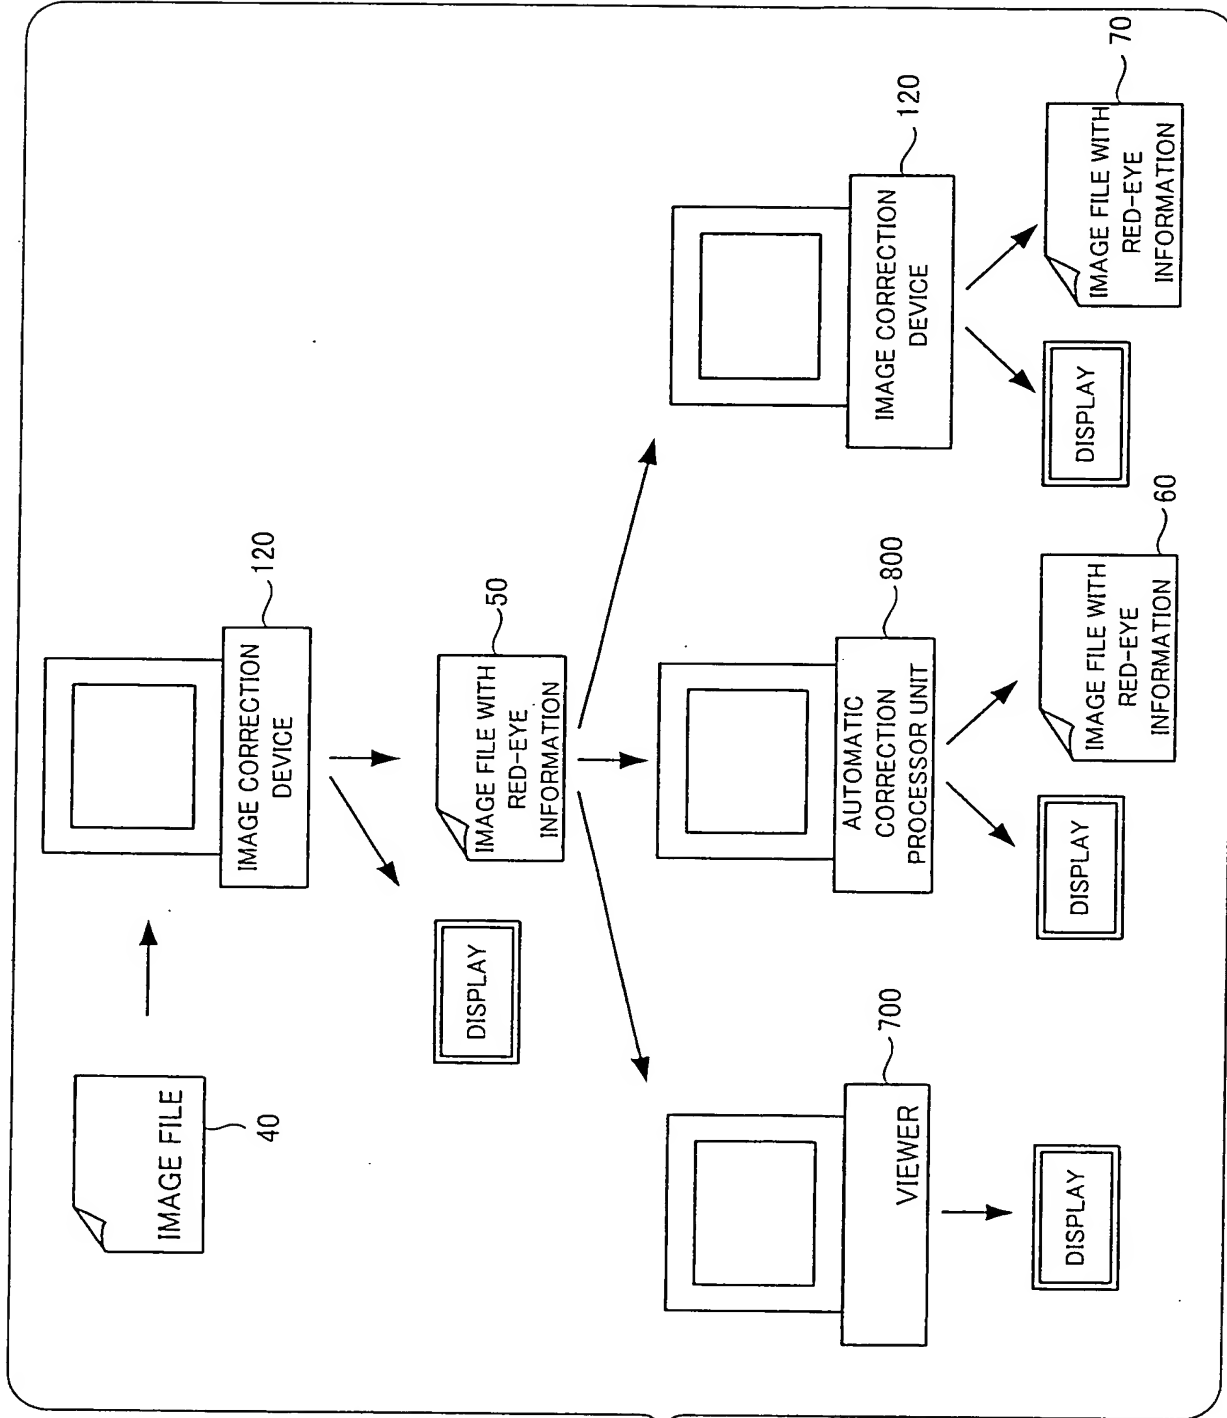 IMAGE FILE
40
IMAGE CORRECTION
DEVICE
120
DISPLAY
IMAGE FILE WITH
RED-EYE
INFORMATION
50
VIEWER
700
AUTOMATIC
CORRECTION
PROCESSOR UNIT
800
IMAGE CORRECTION
DEVICE
120
DISPLAY
DISPLAY
IMAGE FILE WITH
RED-EYE
INFORMATION
60
DISPLAY
IMAGE FILE WITH
RED-EYE
INFORMATION
70